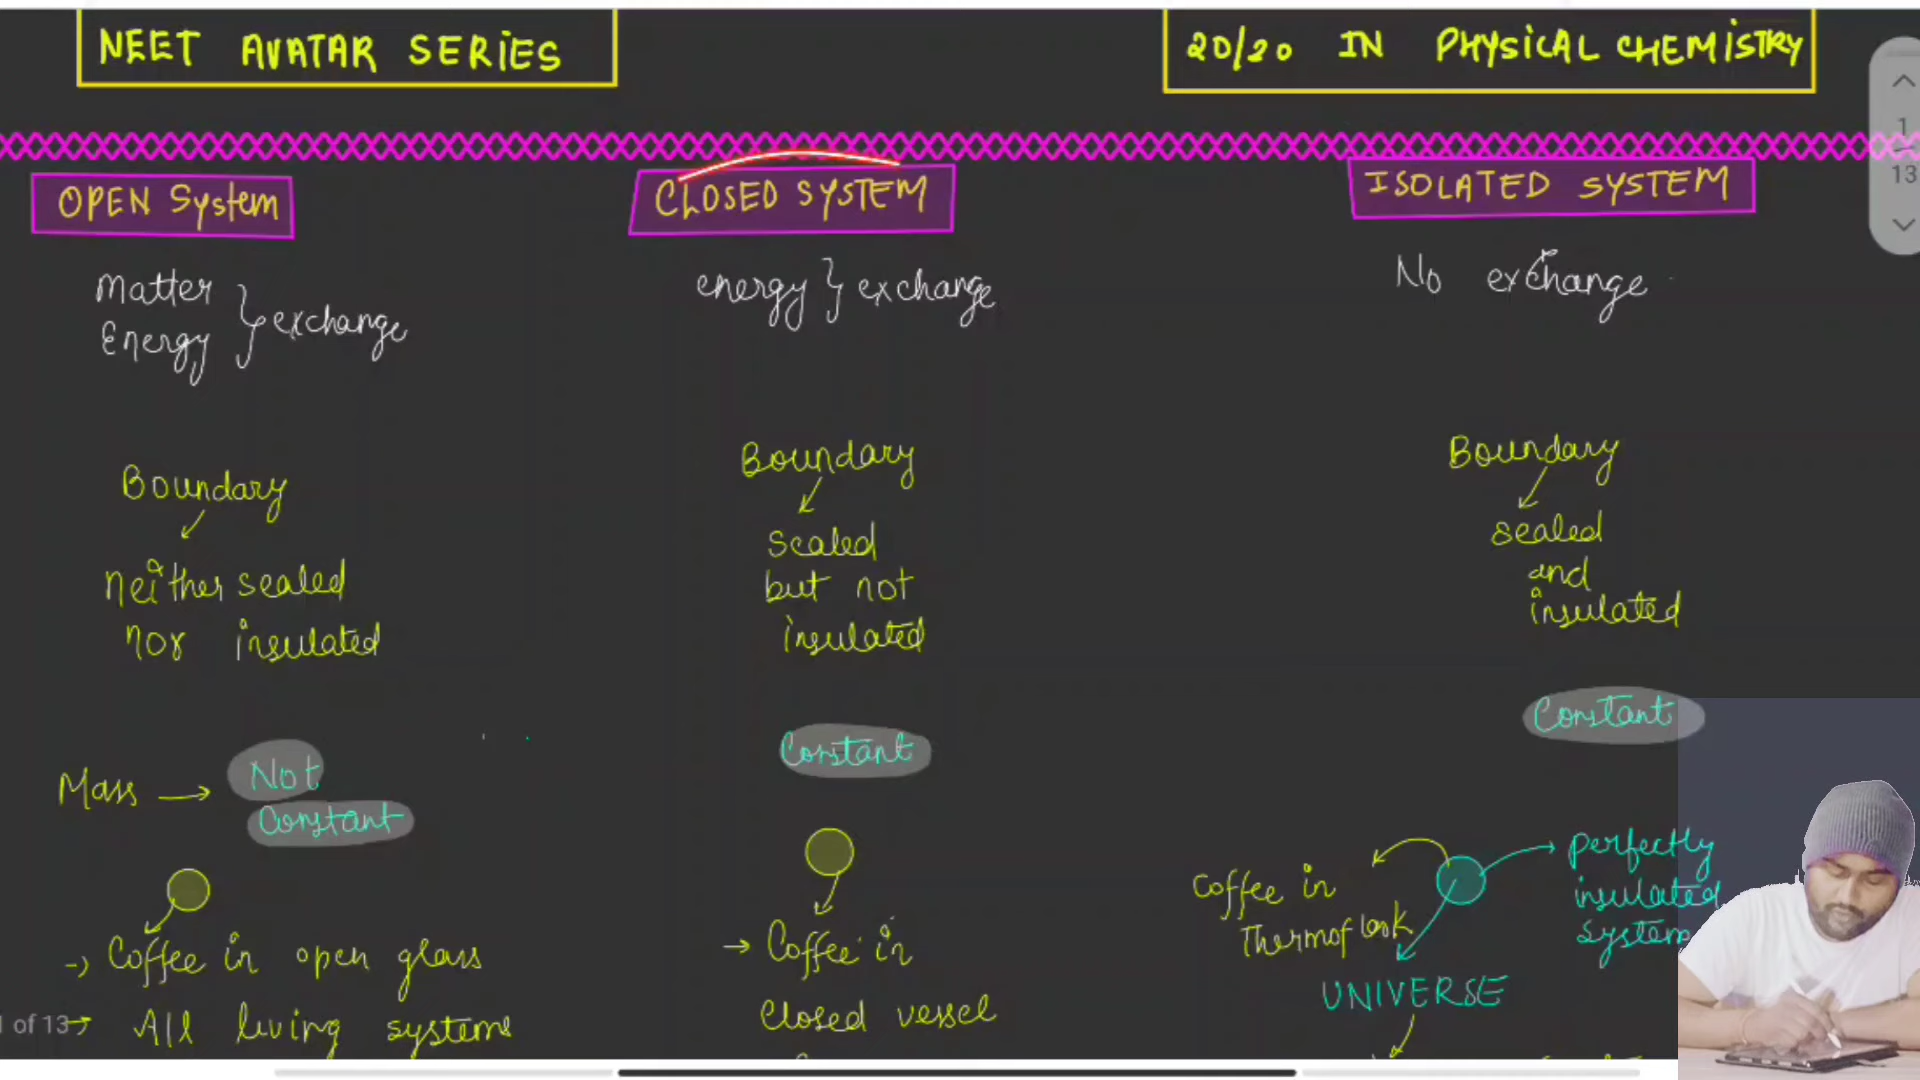 NEET AVATAR SERIES
20/20 IN PHYSICAL CHEMISTRY
1
13
OPEN System
Matter
Energy } exchange
Boundary
neither sealed
nor insulated
Mass → Not
Constant
-> Coffee in open glass
→ All living systems
1 of 13
CLOSED SYSTEM
energy } exchange
Boundary
sealed
but not
insulated
Constant
→ Coffee in
closed vessel
ISOLATED SYSTEM
No exchange
Boundary
sealed
and
insulated
Constant
Coffee in
Thermoflask
perfectly
insulated
system
UNIVERSE